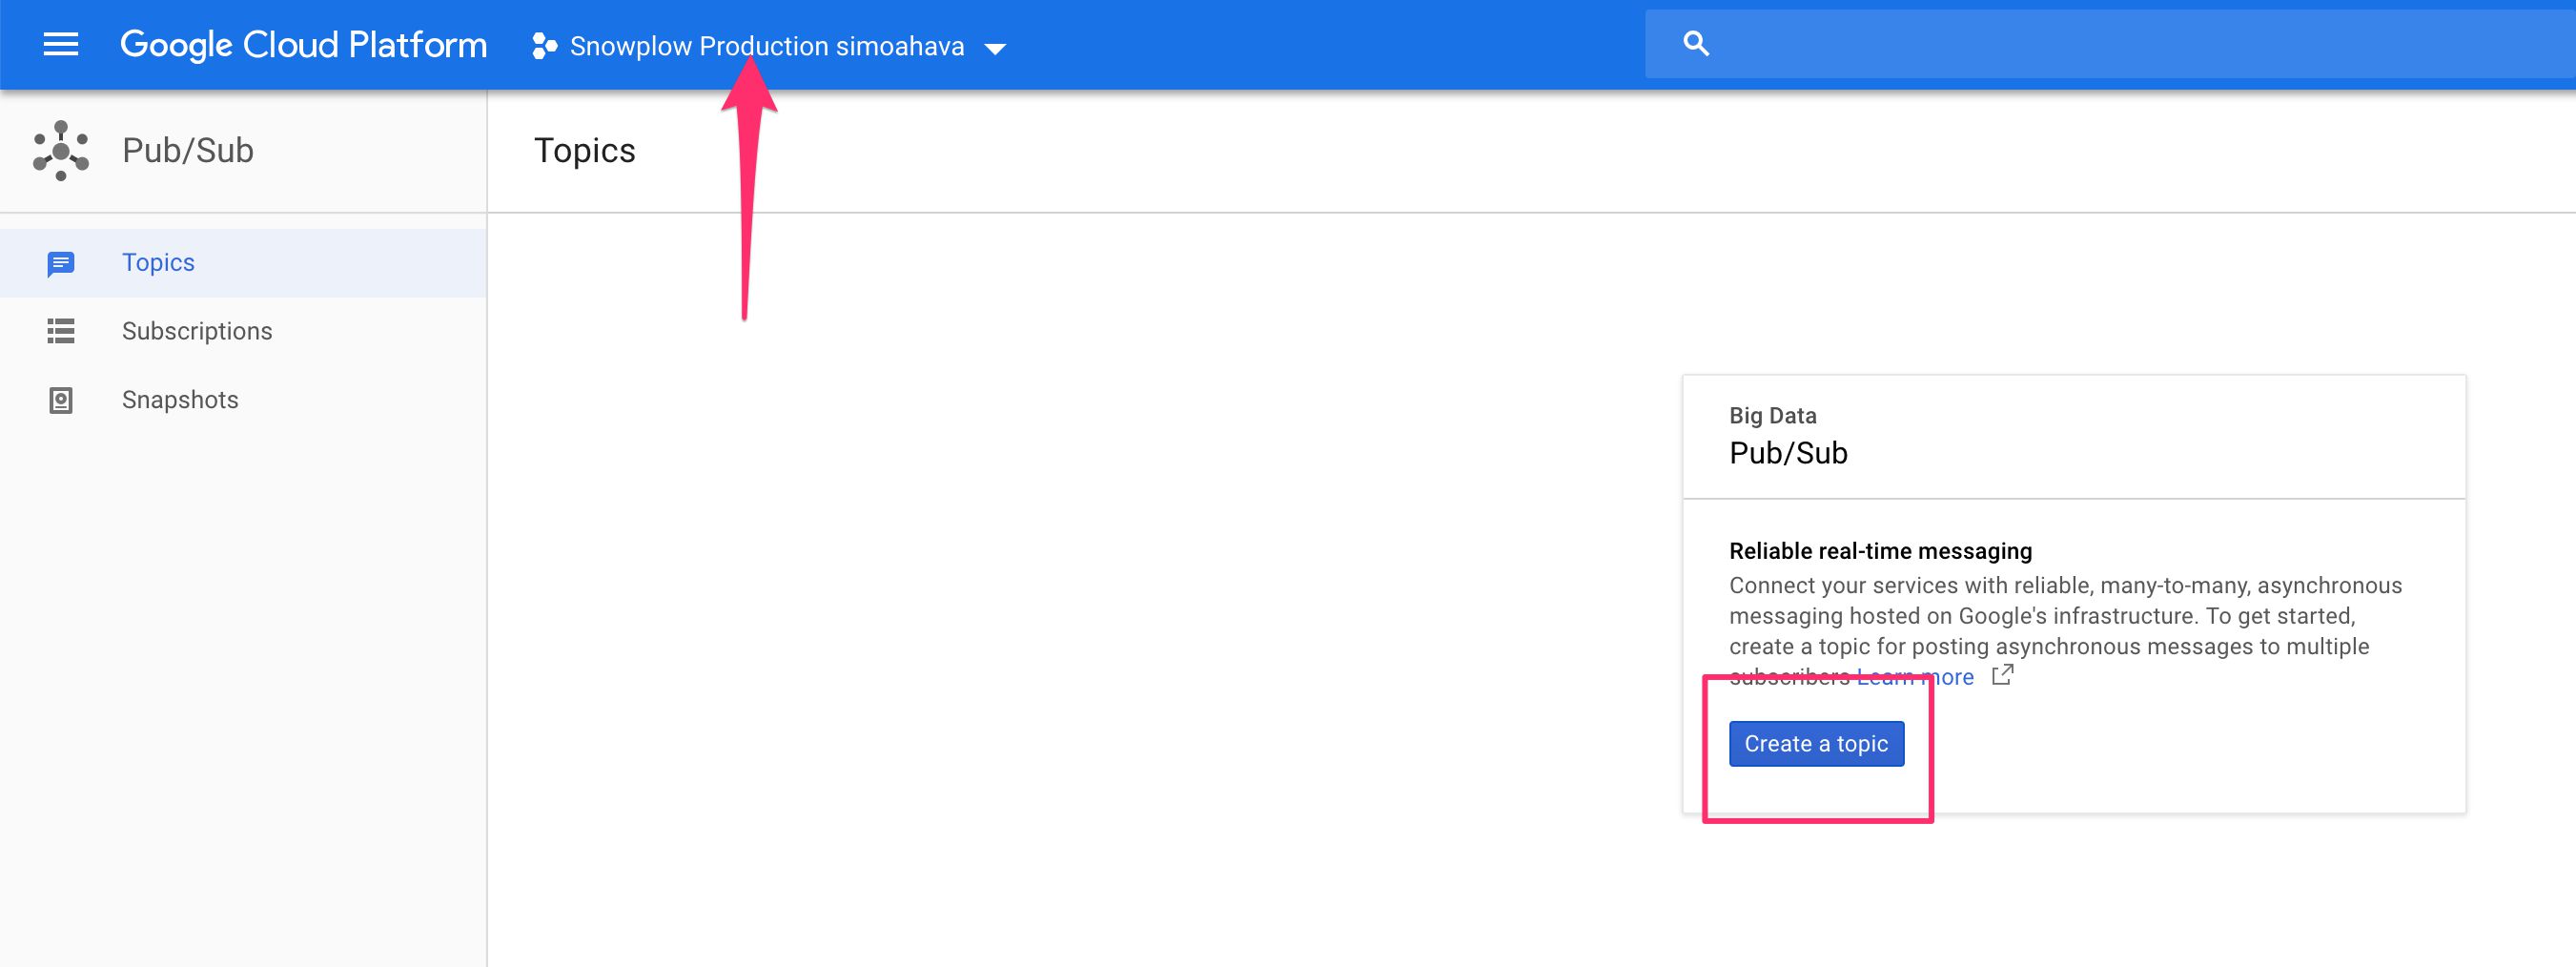 Google Cloud Platform
Snowplow Production simoahava
Pub/Sub
Topics
Topics
Subscriptions
Snapshots
Big Data
Pub/Sub
Reliable real-time messaging
Connect your services with reliable, many-to-many, asynchronous
messaging hosted on Google's infrastructure. To get started,
create a topic for posting asynchronous messages to multiple
subscribers Learn more
Create a topic